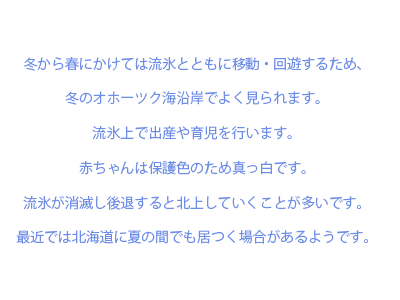 冬から春にかけては流氷とともに移動・回遊するため、
冬のオホーツク海沿岸でよく見られます。
流氷上で出産や育児を行います。
赤ちゃんは保護色のため真っ白です。
流氷が消滅し後退すると北上していくことが多いです。
最近では北海道に夏の間でも居つく場合があるようです。